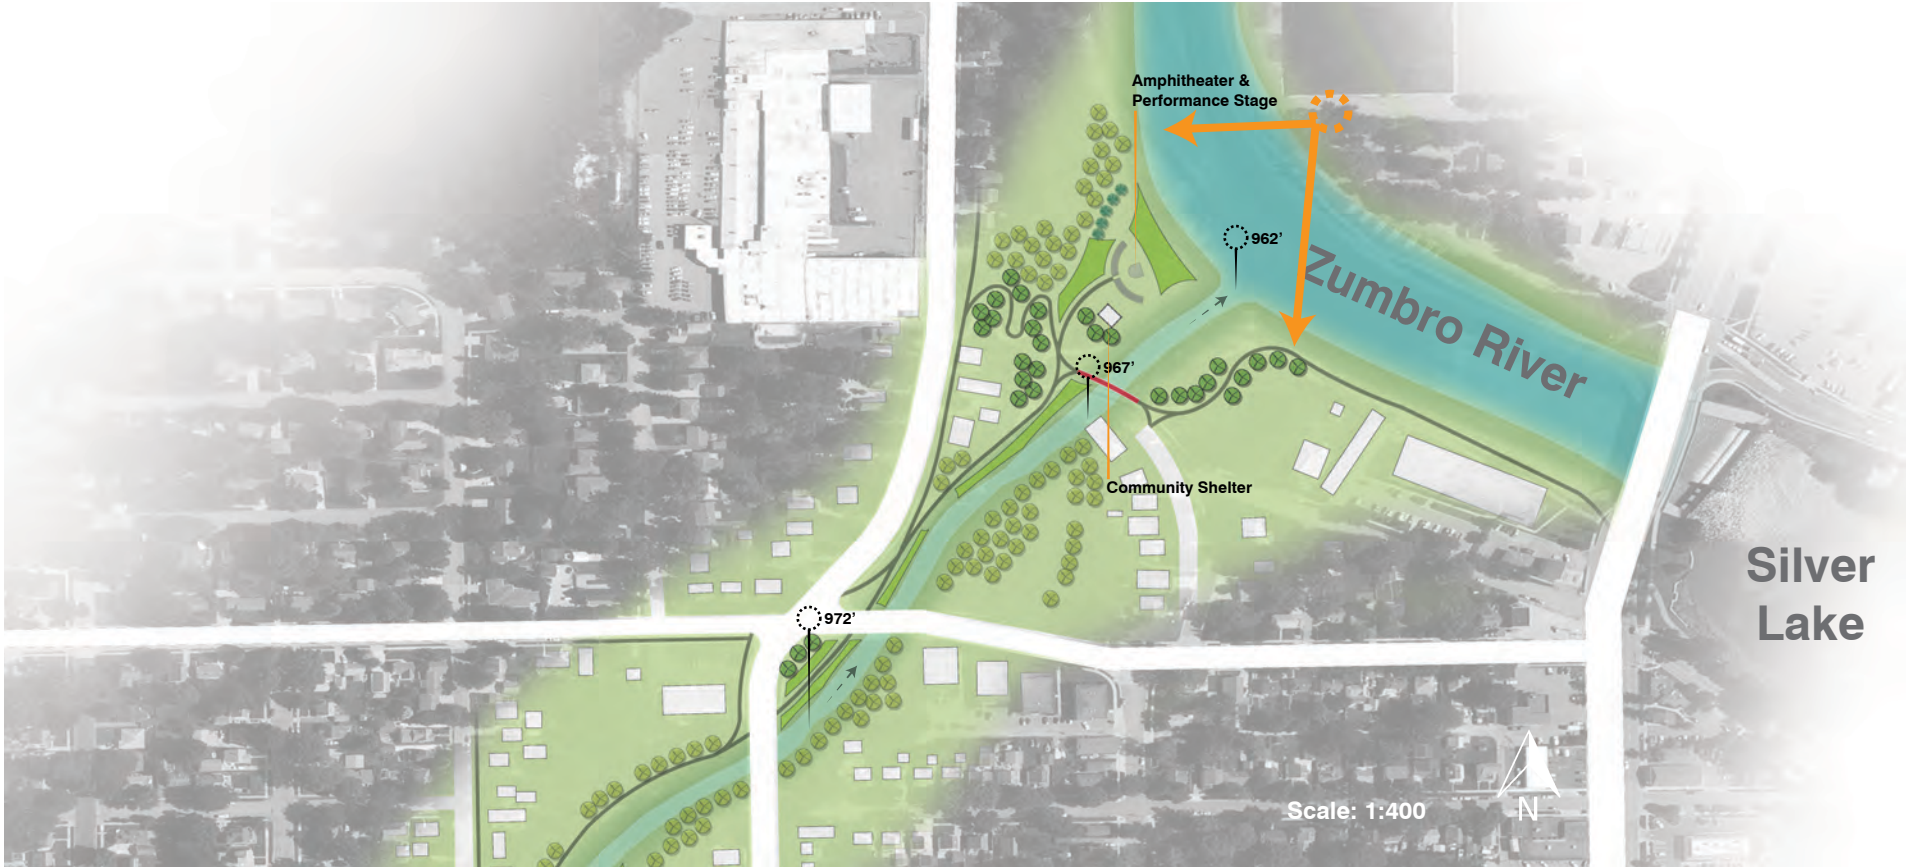 Amphitheater &
Performance Stage
962’
Zumbro River
967’
Community Shelter
Silver
Lake
972’
Scale: 1:400
N